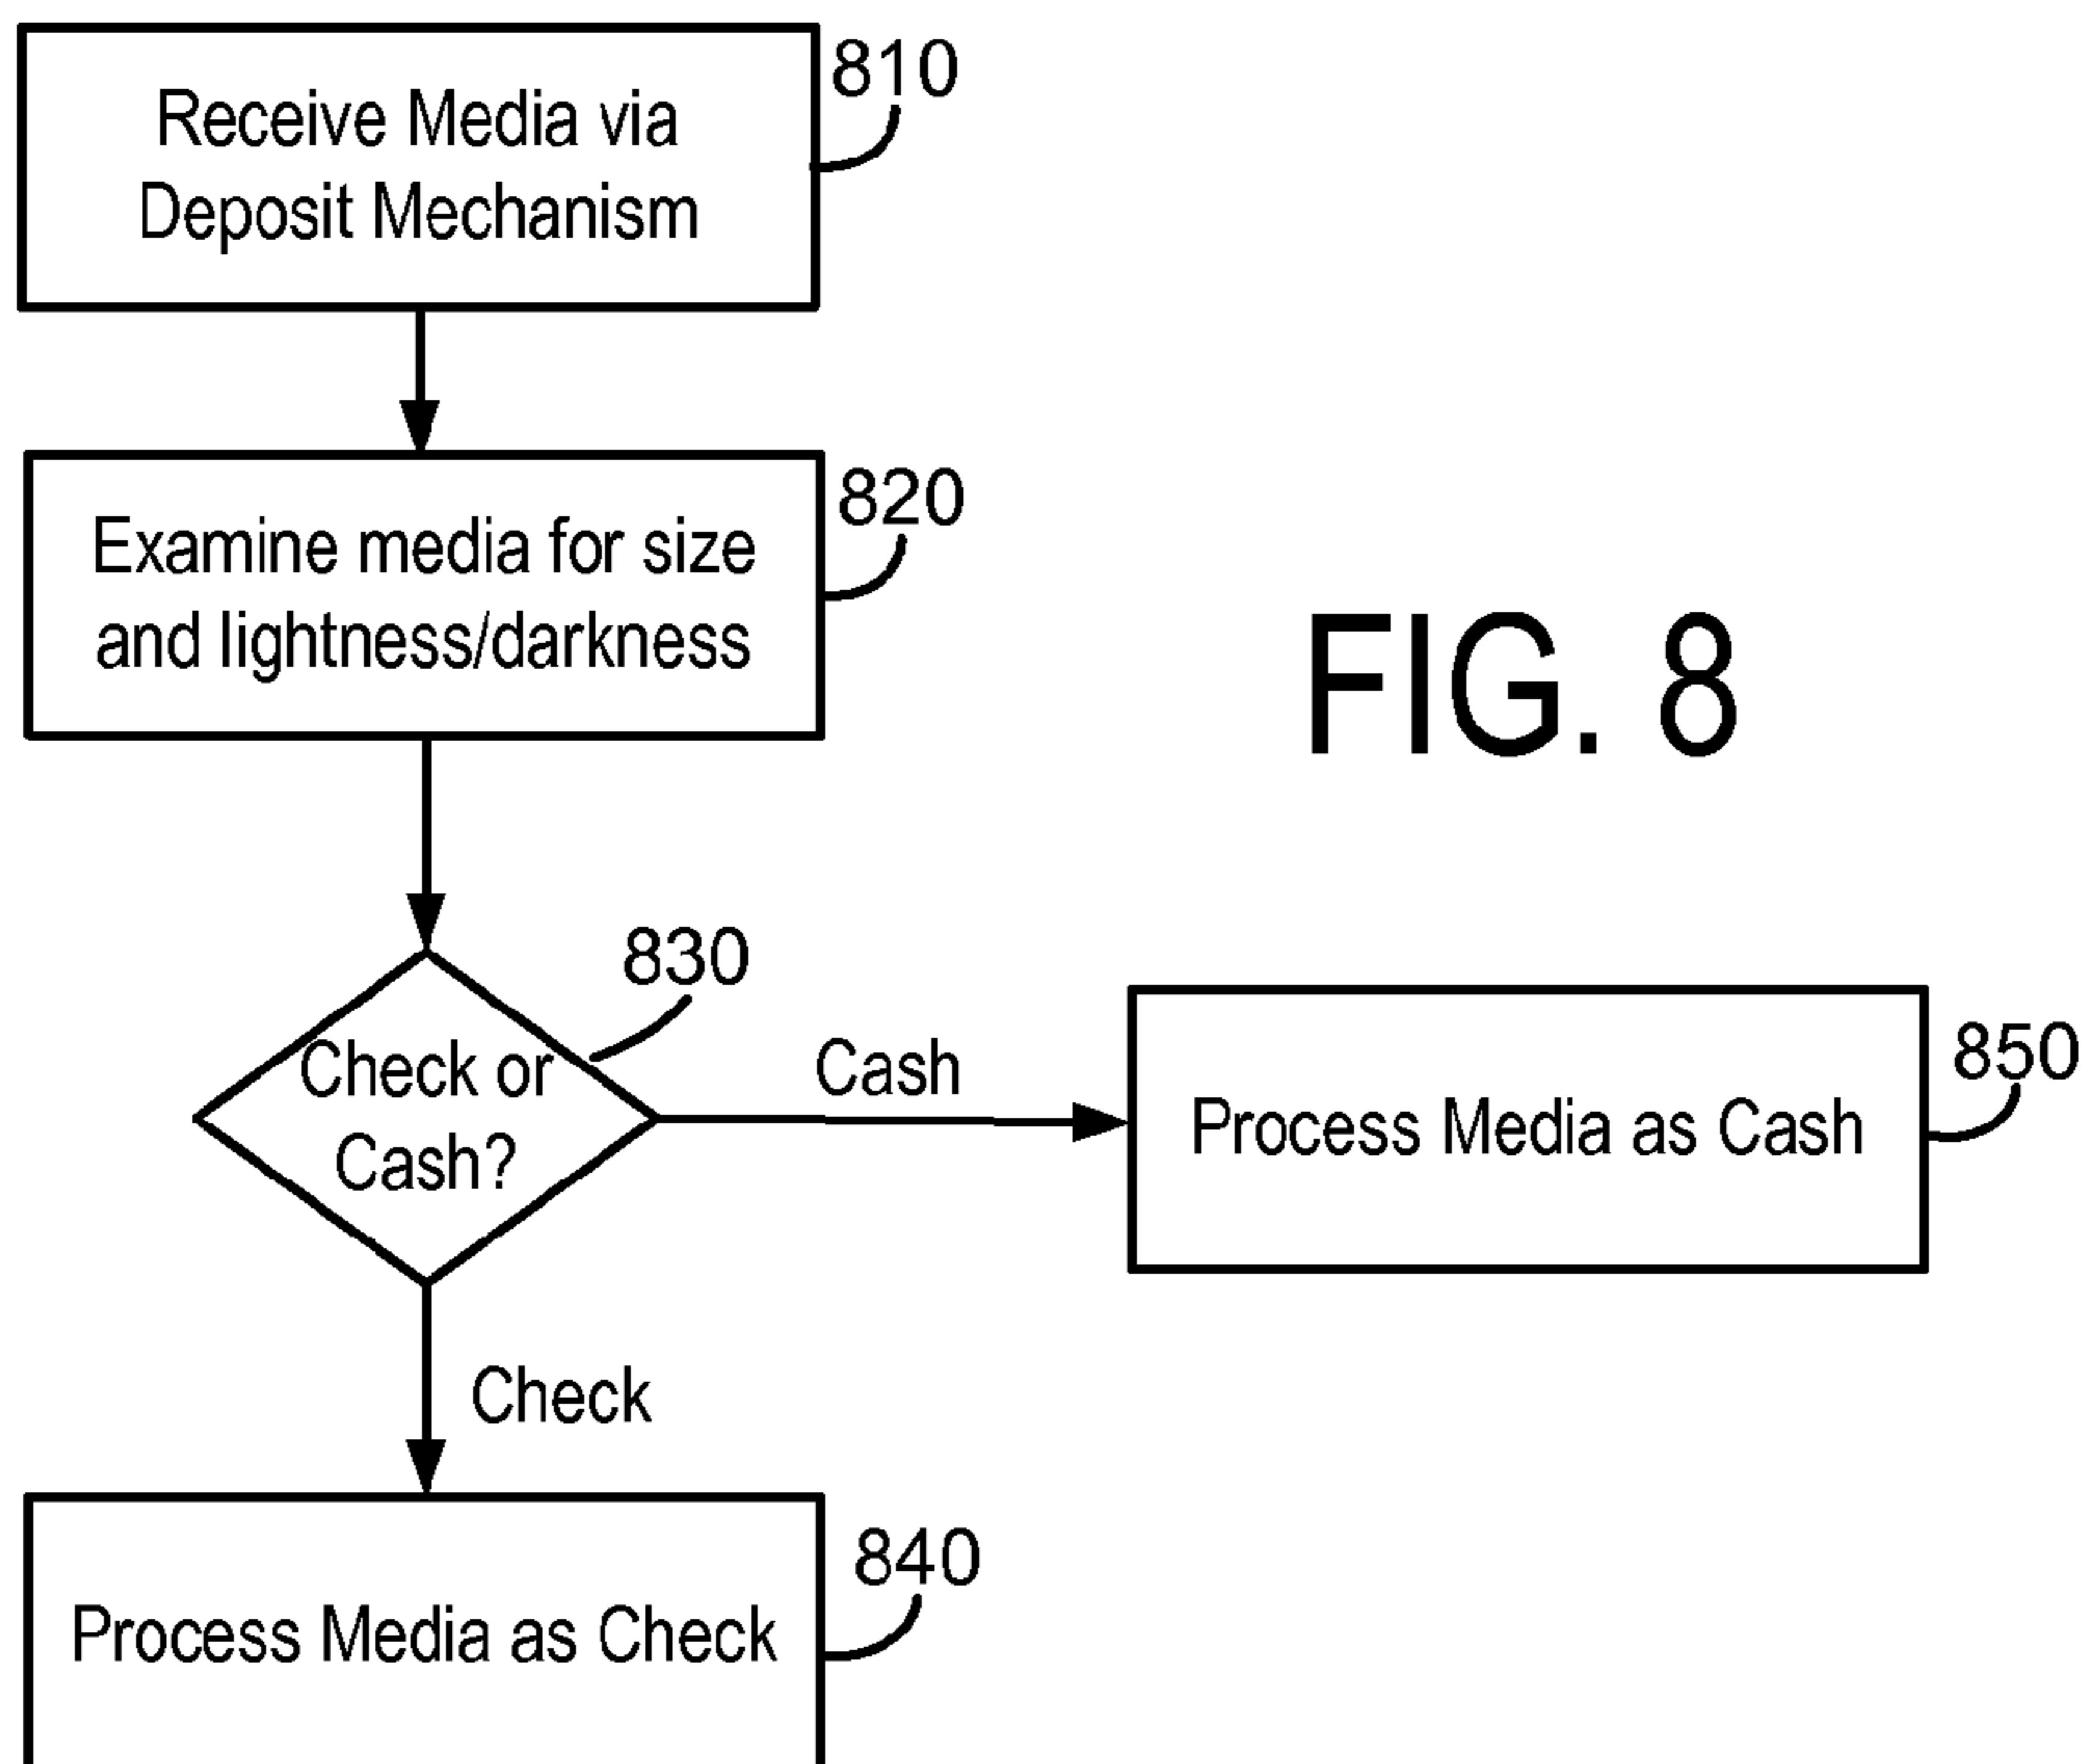 810
Receive Media via
Deposit Mechanism
820
Examine media for size
and lightness/darkness
FIG. 8
830
Check or
Cash?
Cash
850
Process Media as Cash
Check
840
Process Media as Check